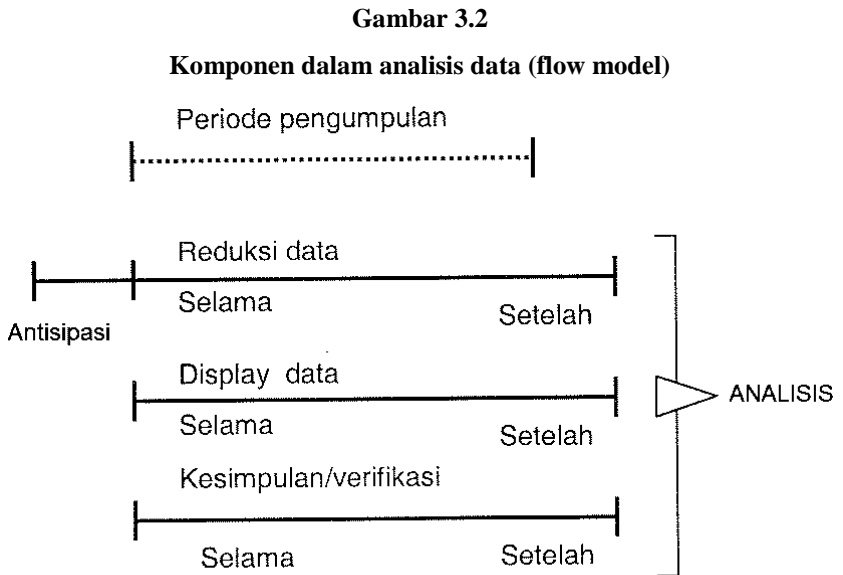 Gambar 3.2
Komponen dalam analisis data (flow model)
Periode pengumpulan
Reduksi data
Selama
Setelah
Antisipasi
Display data
Selama
Setelah
ANALISIS
Kesimpulan/verifikasi
Selama
Setelah